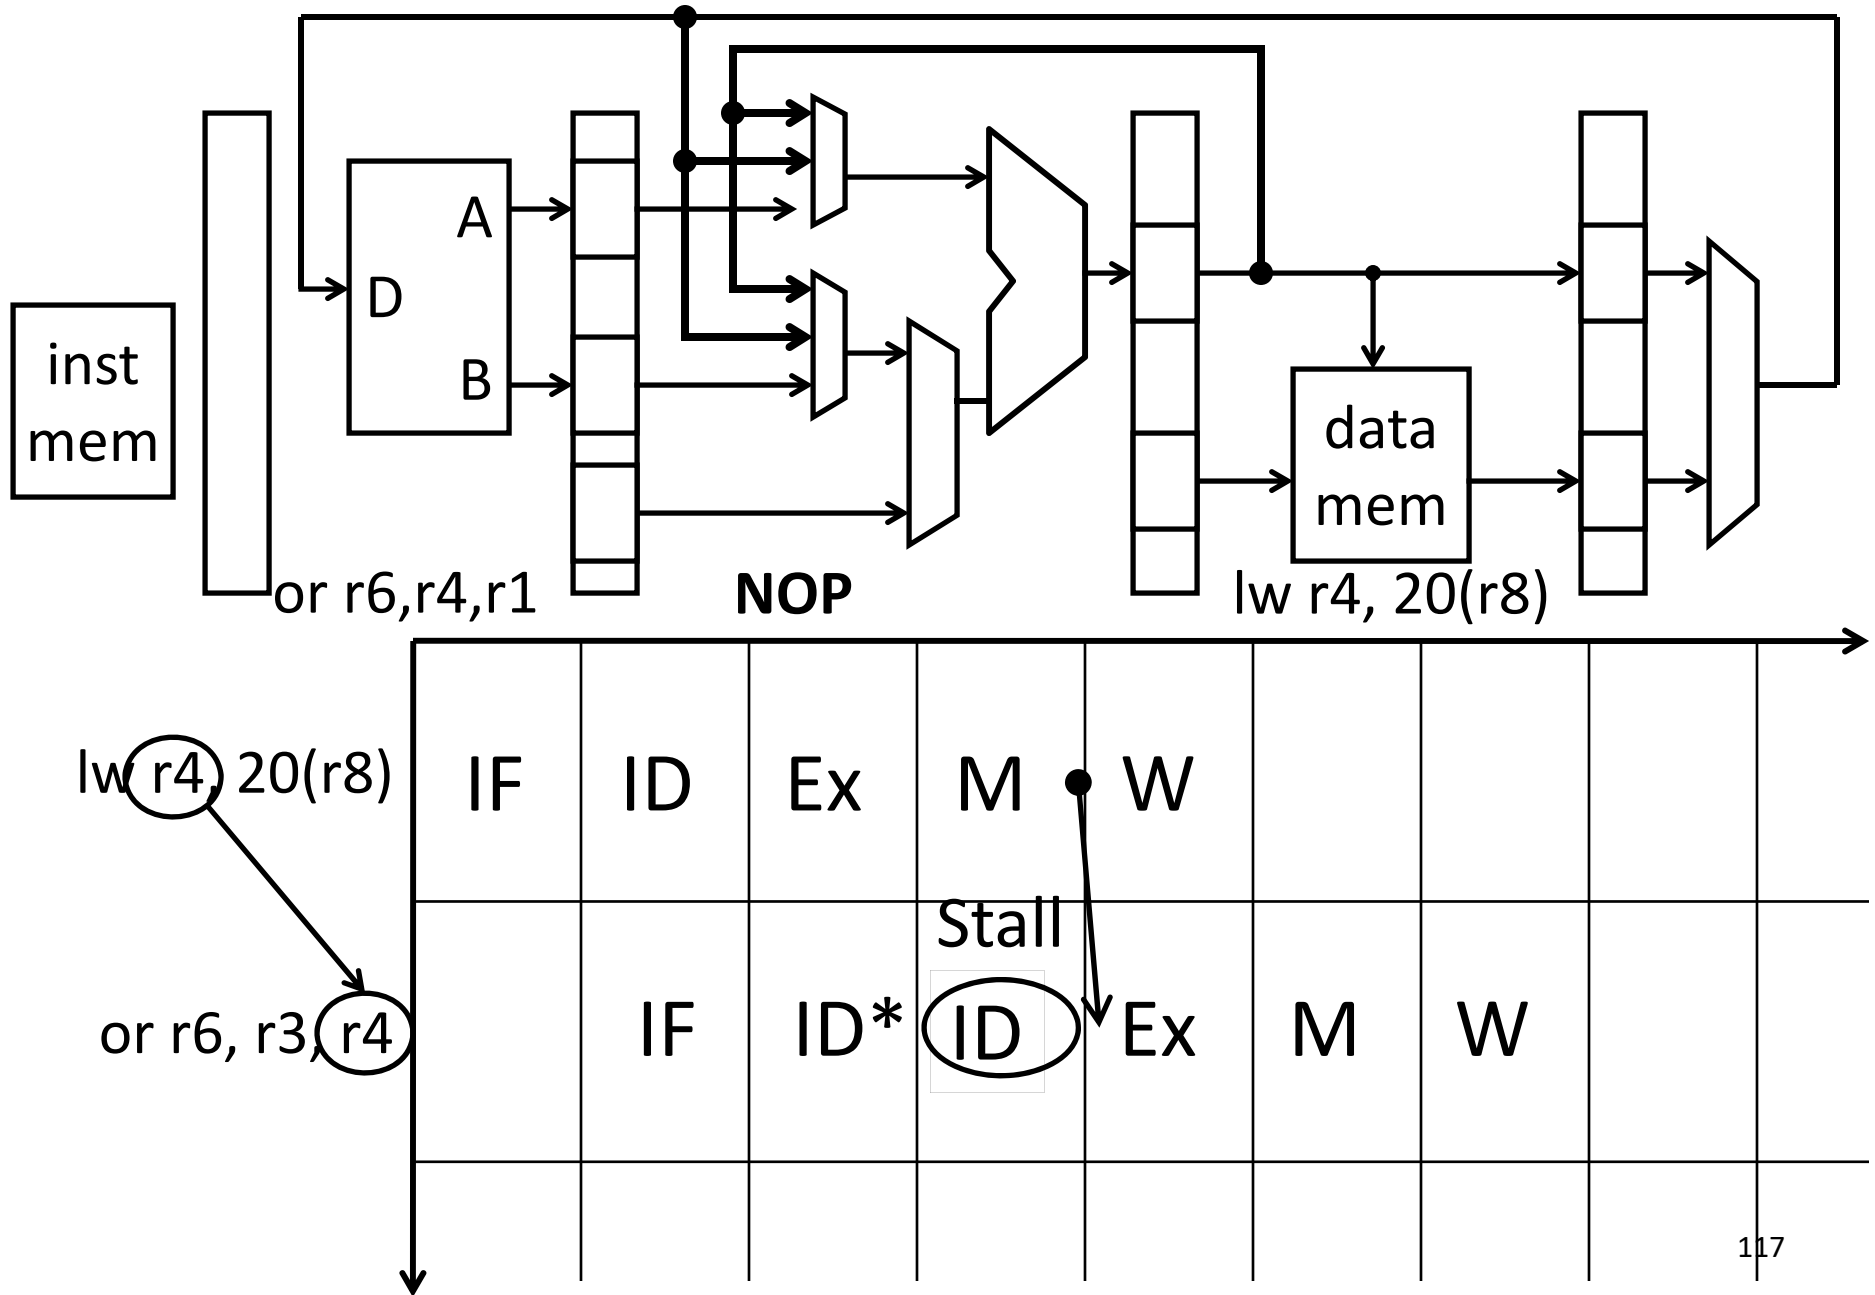 A
D
B
inst
mem
data
mem
or r6,r4,r1
NOP
lw r4, 20(r8)
lw r4, 20(r8)
IF ID Ex M W
Stall
or r6, r3, r4
IF ID* ID Ex M W
117